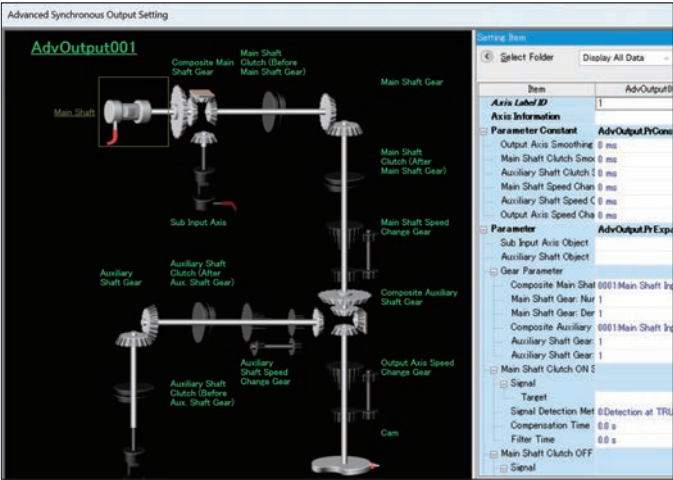 Advanced Synchronous Output Setting
AdvOutput001
Composite Main
Shaft Gear
Main Shaft
Clutch (Before
Main Shaft Gear)
Main Shaft Gear
Main Shaft
Main Shaft
Clutch (After
Main Shaft Gear)
Sub Input Axis
Main Shaft Speed
Change Gear
Auxiliary
Shaft Gear
Auxiliary Shaft
Clutch (After
Aux. Shaft Gear)
Composite Auxiliary
Shaft Gear
Auxiliary
Shaft Speed
Change Gear
Output Axis Speed
Change Gear
Auxiliary Shaft
Clutch (Before
Aux. Shaft Gear)
Cam
Setting Item
Select Folder Display All Data
Item AdvOutput0
Axis Label ID 1
Axis Information
Parameter Constant AdvOutput.PrCons
Output Axis Smoothing 0 ms
Main Shaft Clutch Smoo 0 ms
Auxiliary Shaft Clutch 0 ms
Main Shaft Speed Chan 0 ms
Auxiliary Shaft Speed C 0 ms
Output Axis Speed Cha 0 ms
Parameter AdvOutput.PrExpa
Sub Input Axis Object
Auxiliary Shaft Object
Gear Parameter
Composite Main Shaf 0001:Main Shaft Inp
Main Shaft Gear: Nur 1
Main Shaft Gear: Der 1
Composite Auxiliary 0001:Main Shaft Inp
Auxiliary Shaft Gear 1
Auxiliary Shaft Gear 1
Main Shaft Clutch ON S
Signal
Target
Signal Detection Met 0:Detection at TRU
Compensation Time 0.0 s
Filter Time 0.0 s
Main Shaft Clutch OFF
Signal